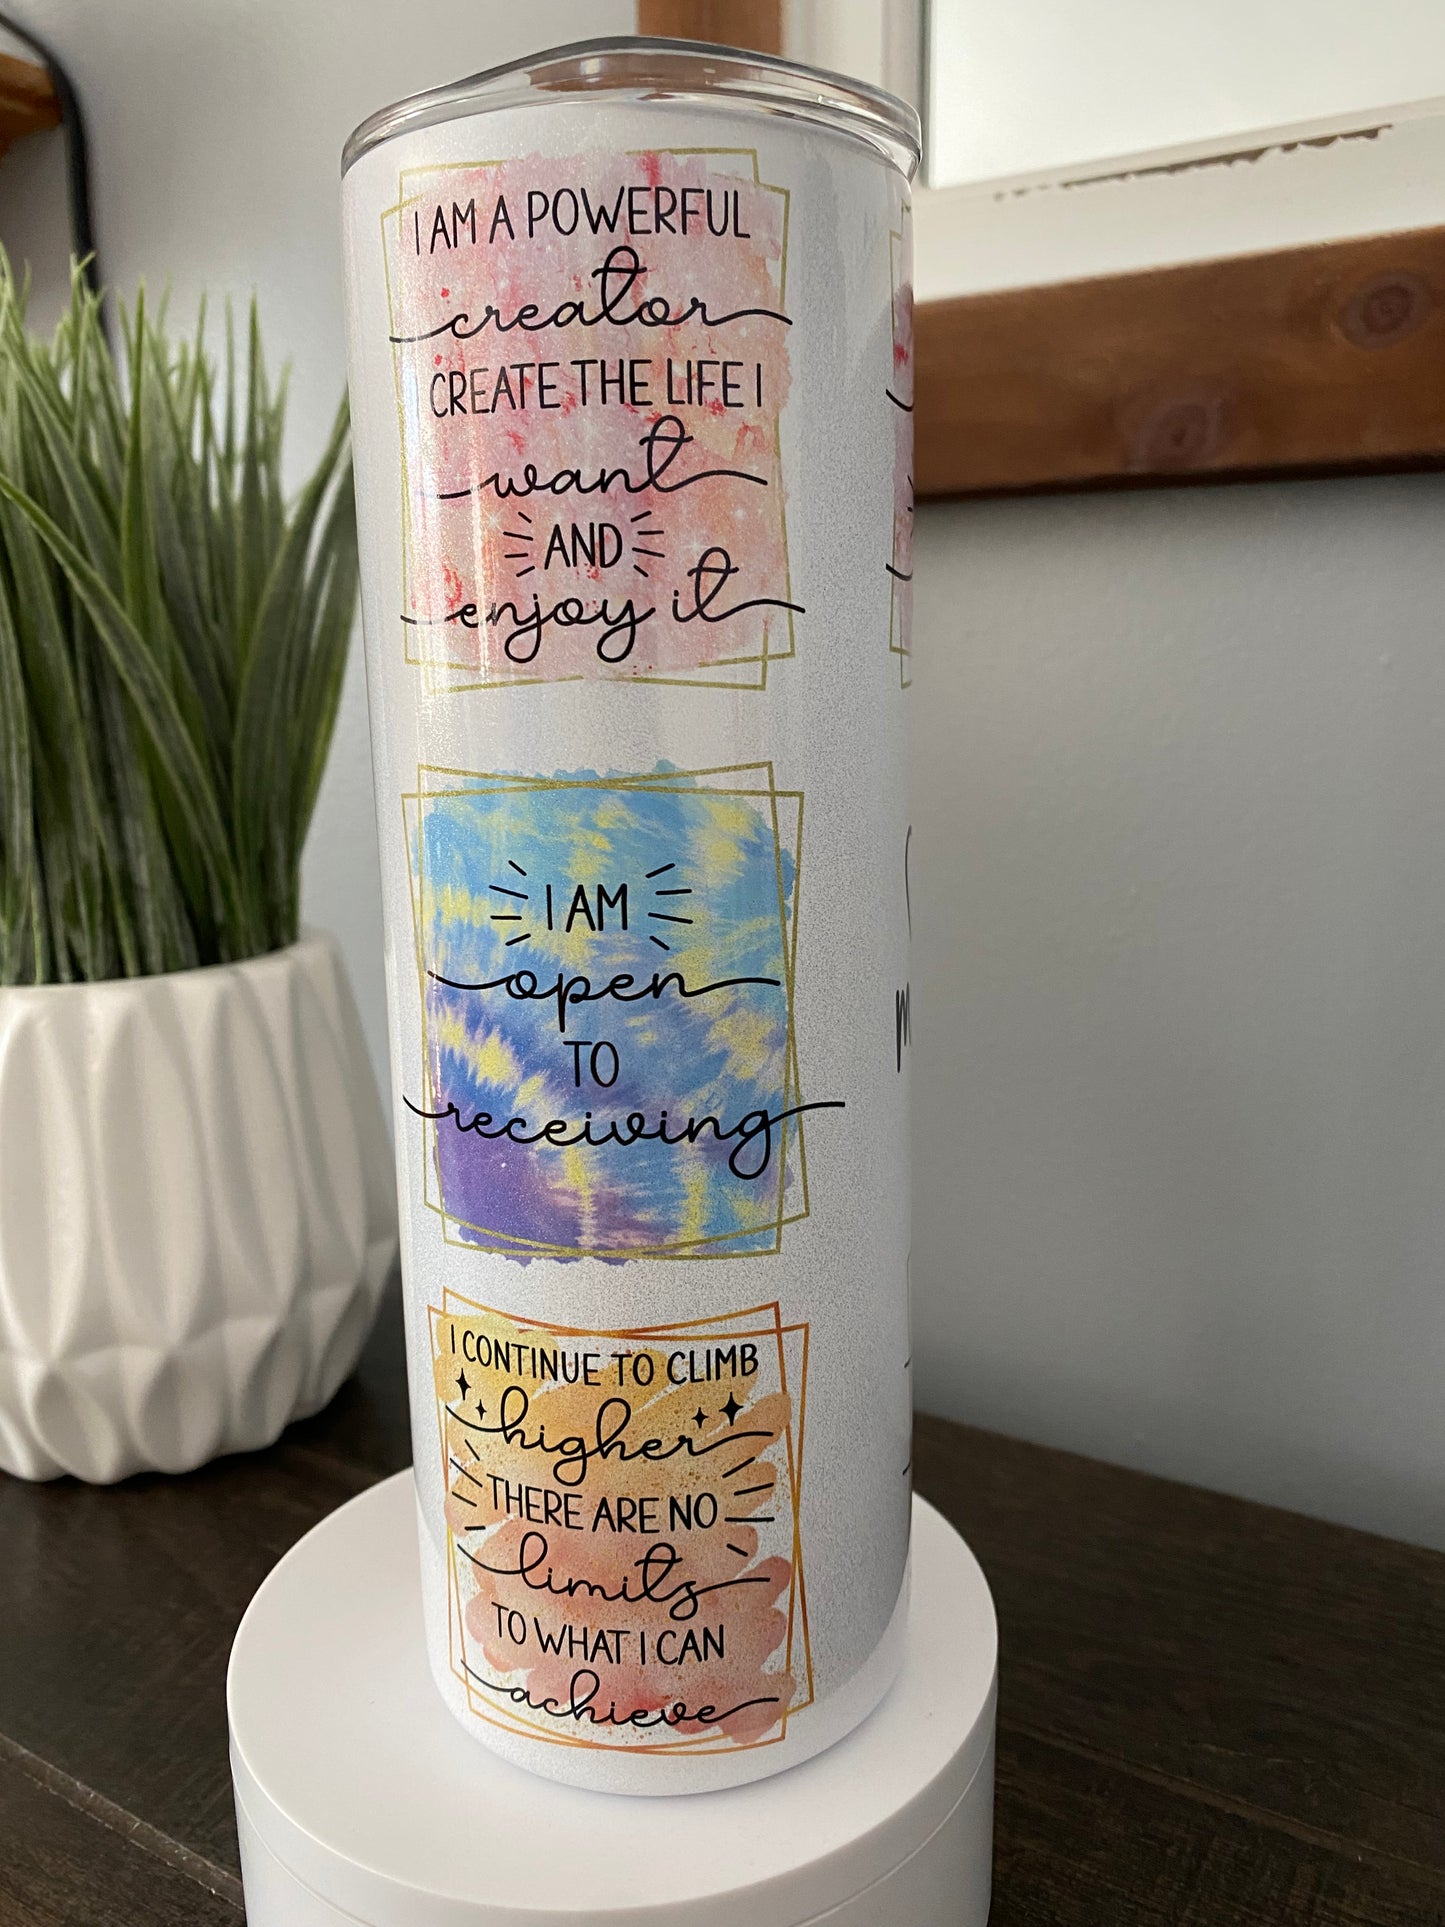 I AM A POWERFUL
creator
CREATE THE LIFE I
want
AND
enjoy it
I AM
open
TO
receiving
I CONTINUE TO CLIMB
higher
THERE ARE NO
limits
TO WHAT I CAN
achieve